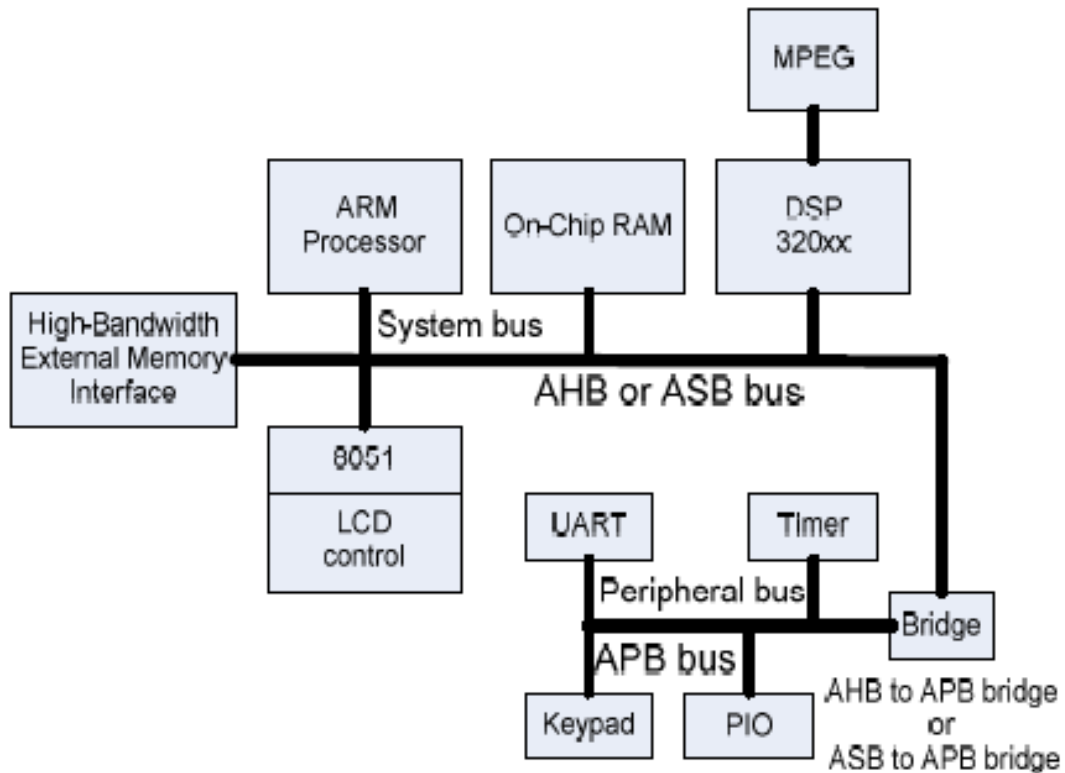 MPEG
ARM
Processor
On-Chip RAM
DSP
320xx
High-Bandwidth
External Memory
Interface
System bus
AHB or ASB bus
8051
LCD
control
UART
Timer
Peripheral bus
Bridge
APB bus
Keypad
PIO
AHB to APB bridge
or
ASB to APB bridge